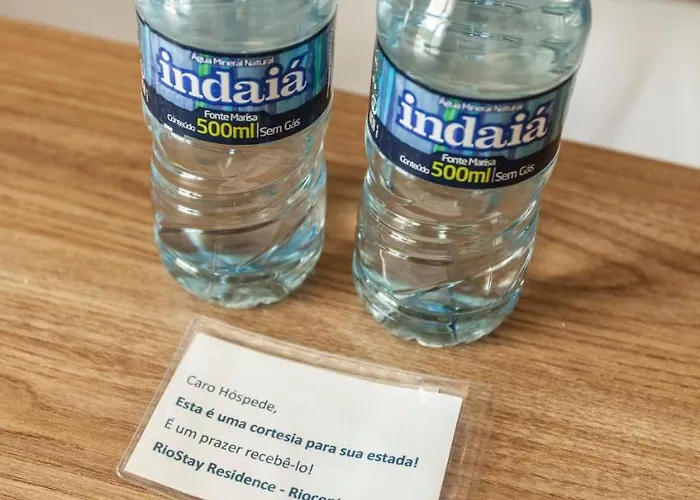 Água Mineral Natural
indaiá
Fonte Marisa
Conteúdo 500ml Sem Gás
Água Mineral Natural
indaiá
Fonte Marisa
Conteúdo 500ml Sem Gás
Caro Hóspede,
Esta é uma cortesia para sua estada!
É um prazer recebê-lo!
RioStay Residence -